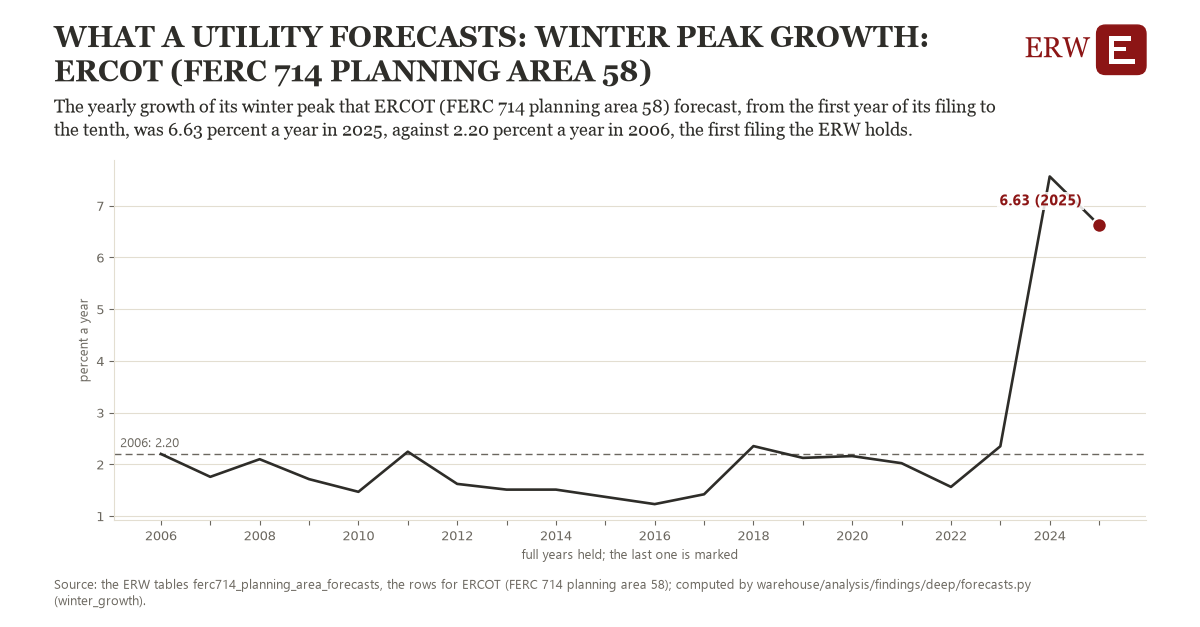 WHAT A UTILITY FORECASTS: WINTER PEAK GROWTH:
ERCOT (FERC 714 PLANNING AREA 58)
ERW E
The yearly growth of its winter peak that ERCOT (FERC 714 planning area 58) forecast, from the first year of its filing to
the tenth, was 6.63 percent a year in 2025, against 2.20 percent a year in 2006, the first filing the ERW holds.
percent a year
7
6
5
4
3
2
1
6.63 (2025)
2006: 2.20
2006 2008 2010 2012 2014 2016 2018 2020 2022 2024
full years held; the last one is marked
Source: the ERW tables ferc714_planning_area_forecasts, the rows for ERCOT (FERC 714 planning area 58); computed by warehouse/analysis/findings/deep/forecasts.py
(winter_growth).